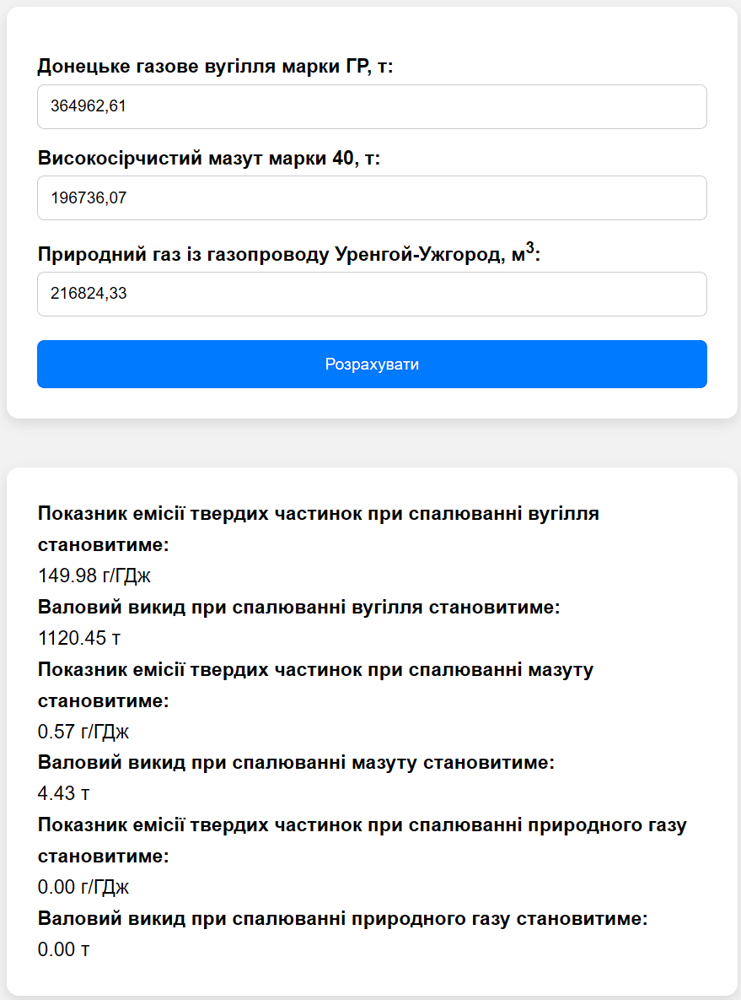 Донецьке газове вугілля марки ГР, т:
364962,61
Високосірчистий мазут марки 40, т:
196736,07
Природний газ із газопроводу Уренгой-Ужгород, м³:
216824,33
Розрахувати
Показник емісії твердих частинок при спалюванні вугілля
становитиме:
149.98 г/ГДж
Валовий викид при спалюванні вугілля становитиме:
1120.45 т
Показник емісії твердих частинок при спалюванні мазуту
становитиме:
0.57 г/ГДж
Валовий викид при спалюванні мазуту становитиме:
4.43 т
Показник емісії твердих частинок при спалюванні природного газу
становитиме:
0.00 г/ГДж
Валовий викид при спалюванні природного газу становитиме:
0.00 т